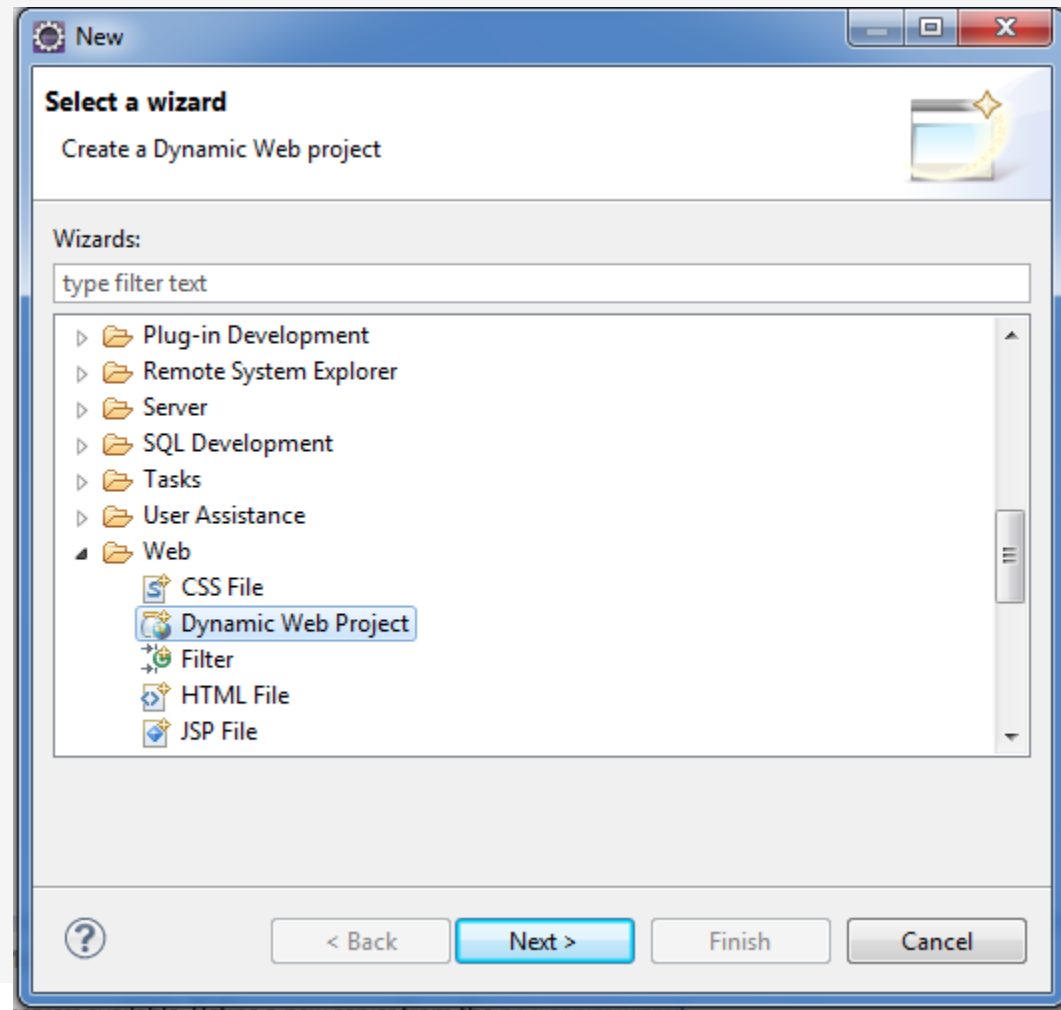 New
Select a wizard
Create a Dynamic Web project
Wizards:
type filter text
Plug-in Development
Remote System Explorer
Server
SQL Development
Tasks
User Assistance
Web
CSS File
Dynamic Web Project
Filter
HTML File
JSP File
< Back Next > Finish Cancel